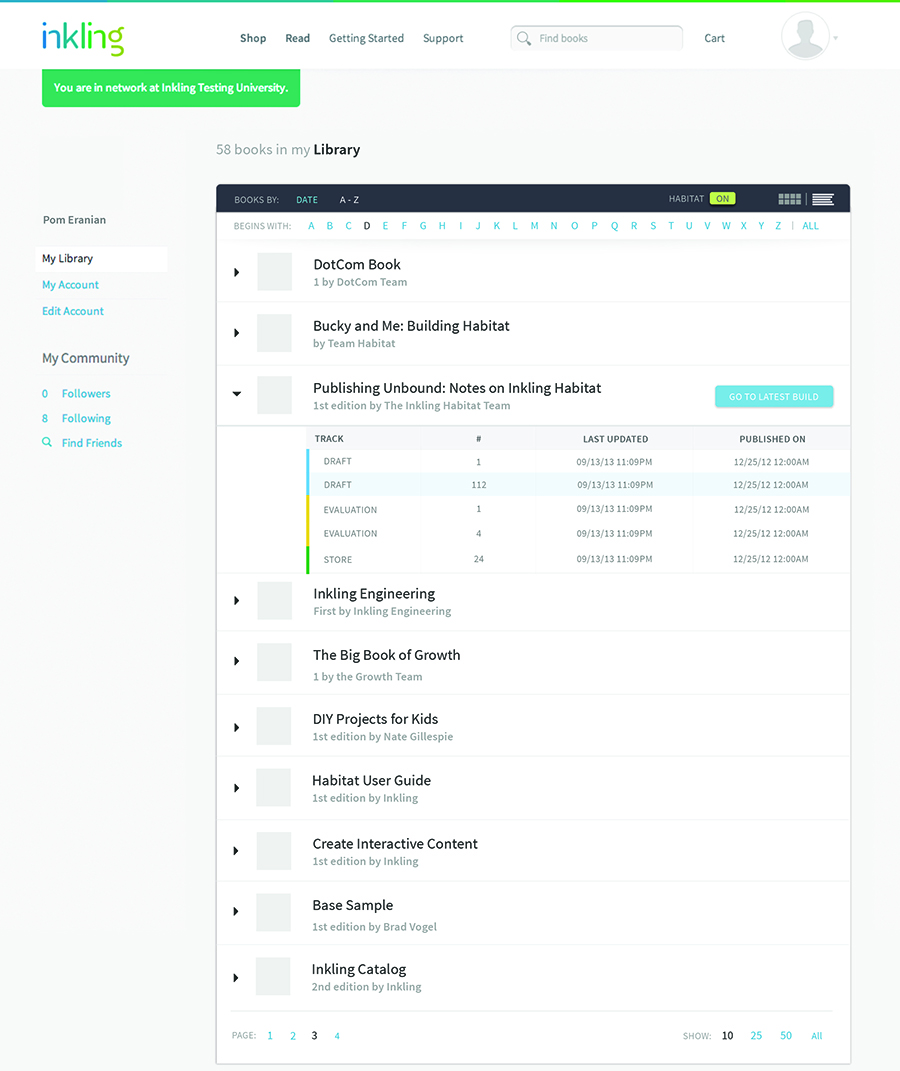 inkling
Shop Read Getting Started Support Find books Cart
You are in network at Inkling Testing University.
58 books in my Library
Pom Eranian
My Library
My Account
Edit Account
My Community
0 Followers
8 Following
Find Friends
BOOKS BY: DATE A - Z HABITAT ON
BEGINS WITH: A B C D E F G H I J K L M N O P Q R S T U V W X Y Z | ALL
DotCom Book
1 by DotCom Team
Bucky and Me: Building Habitat
by Team Habitat
Publishing Unbound: Notes on Inkling Habitat
1st edition by The Inkling Habitat Team
GO TO LATEST BUILD
TRACK # LAST UPDATED PUBLISHED ON
DRAFT 1 09/13/13 11:09PM 12/25/12 12:00AM
DRAFT 112 09/13/13 11:09PM 12/25/12 12:00AM
EVALUATION 1 09/13/13 11:09PM 12/25/12 12:00AM
EVALUATION 4 09/13/13 11:09PM 12/25/12 12:00AM
STORE 24 09/13/13 11:09PM 12/25/12 12:00AM
Inkling Engineering
First by Inkling Engineering
The Big Book of Growth
1 by the Growth Team
DIY Projects for Kids
1st edition by Nate Gillespie
Habitat User Guide
1st edition by Inkling
Create Interactive Content
1st edition by Inkling
Base Sample
1st edition by Brad Vogel
Inkling Catalog
2nd edition by Inkling
PAGE: 1 2 3 4 SHOW: 10 25 50 All